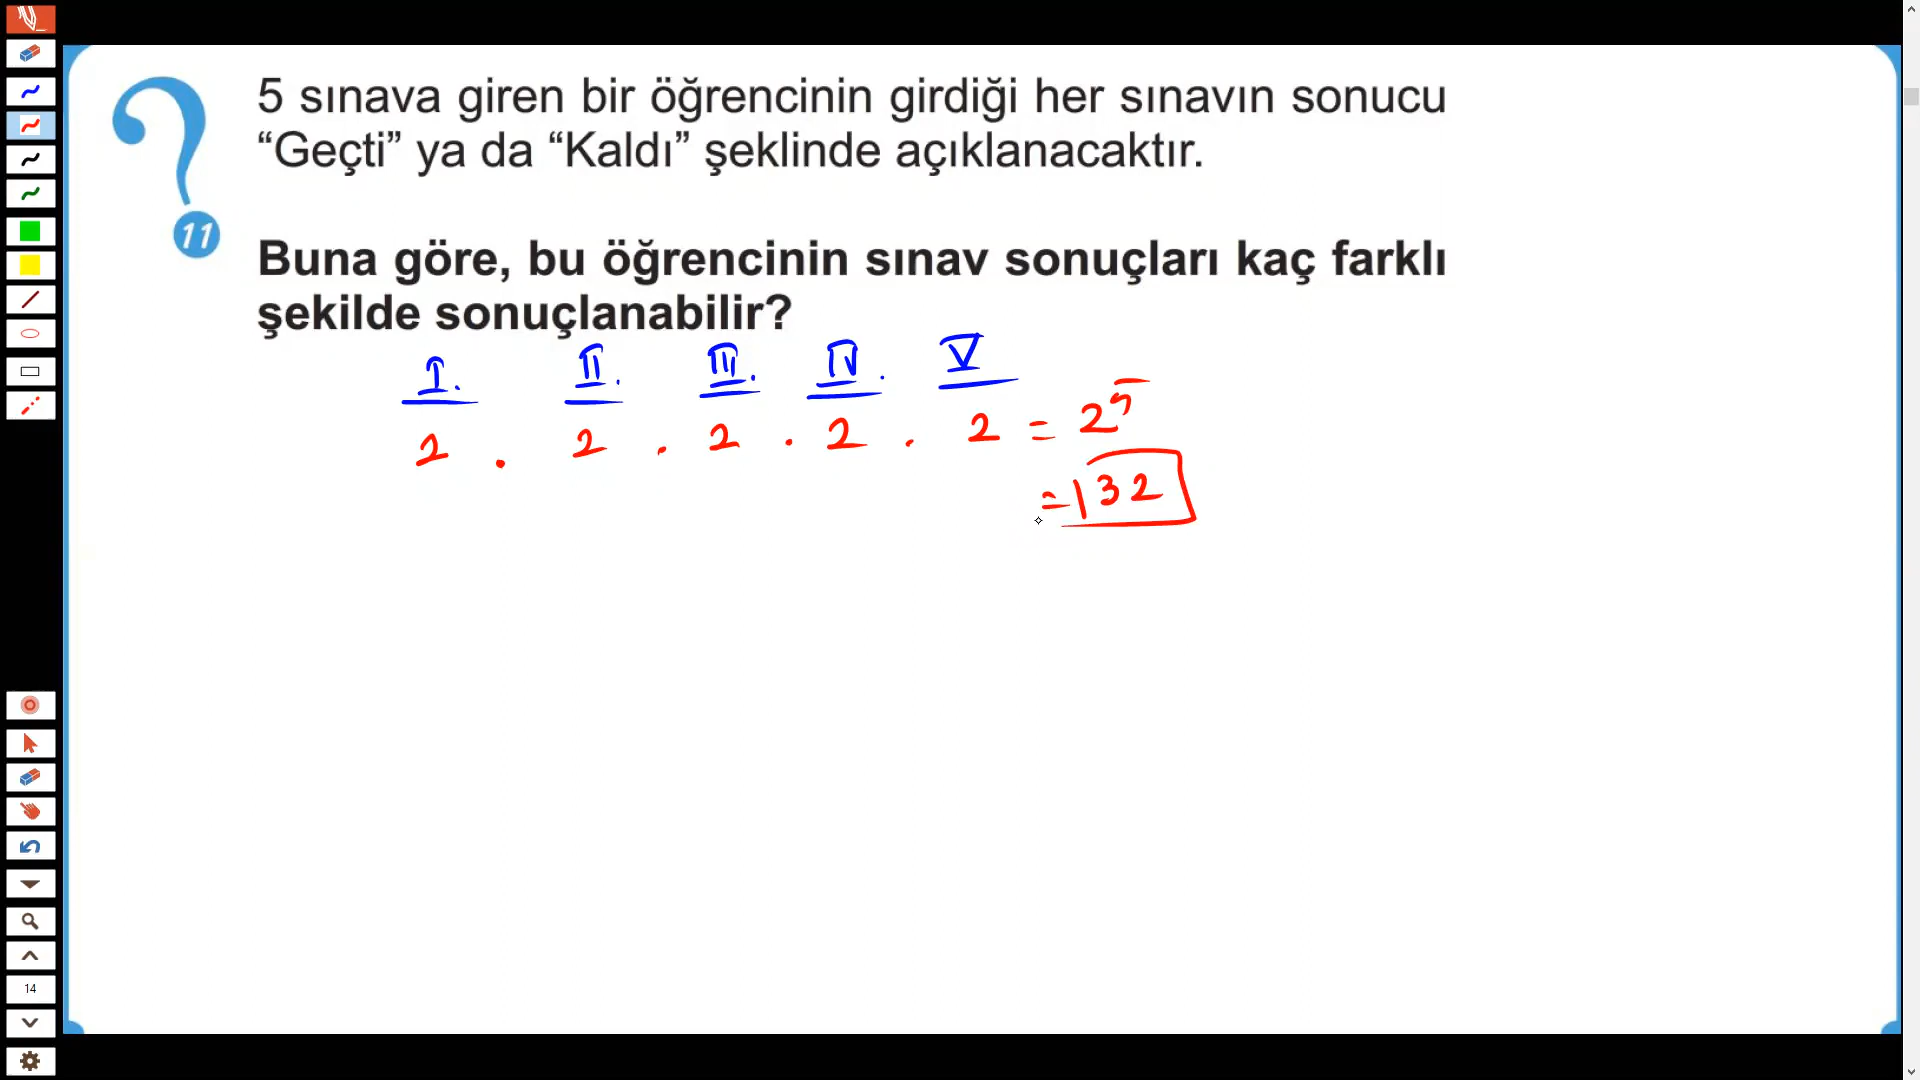 5 sınava giren bir öğrencinin girdiği her sınavın sonucu
“Geçti” ya da “Kaldı” şeklinde açıklanacaktır.
11
Buna göre, bu öğrencinin sınav sonuçları kaç farklı
şekilde sonuçlanabilir?
I. II. III. IV. V
2 . 2 . 2 . 2 . 2 = 2⁵
= 32
14